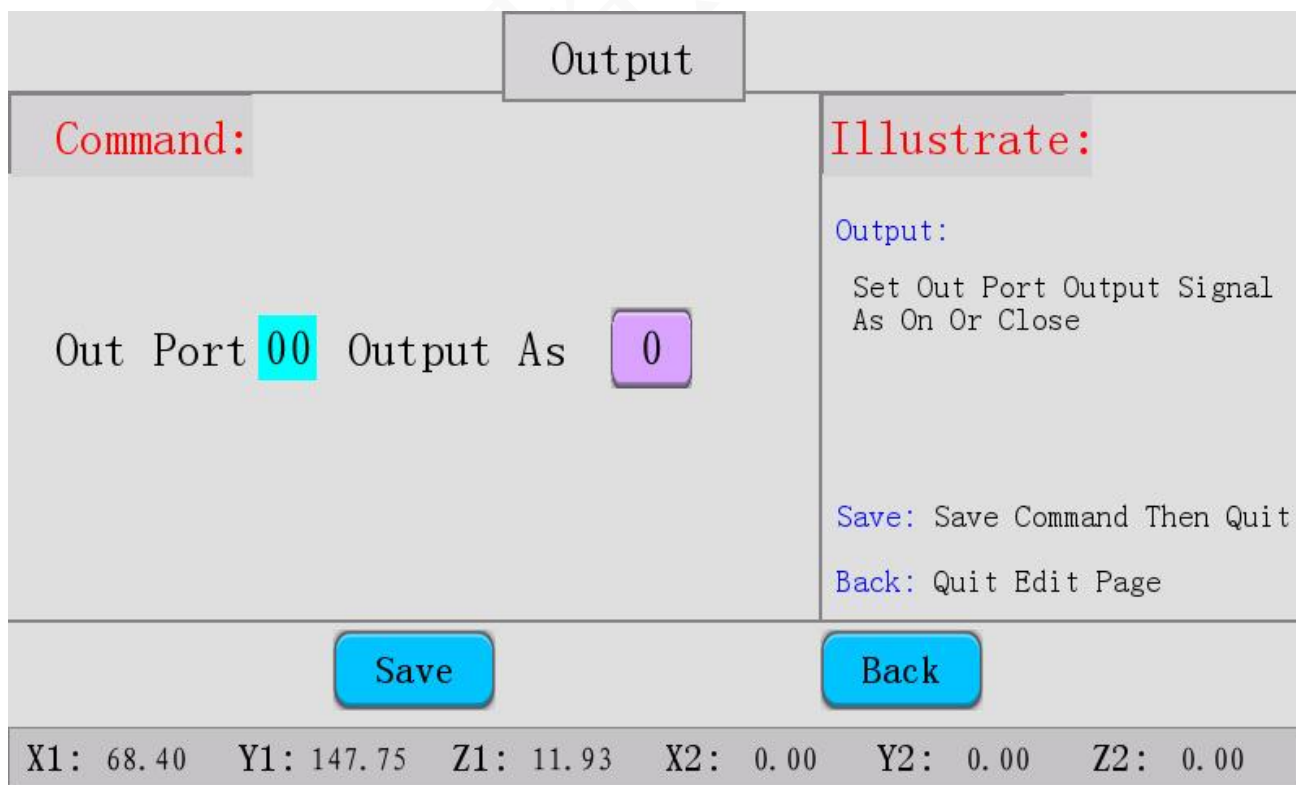 Output
Command:
Out Port 00 Output As 0
Illustrate:
Output:
Set Out Port Output Signal
As On Or Close
Save: Save Command Then Quit
Back: Quit Edit Page
Save
Back
X1: 68.40 Y1: 147.75 Z1: 11.93 X2: 0.00 Y2: 0.00 Z2: 0.00